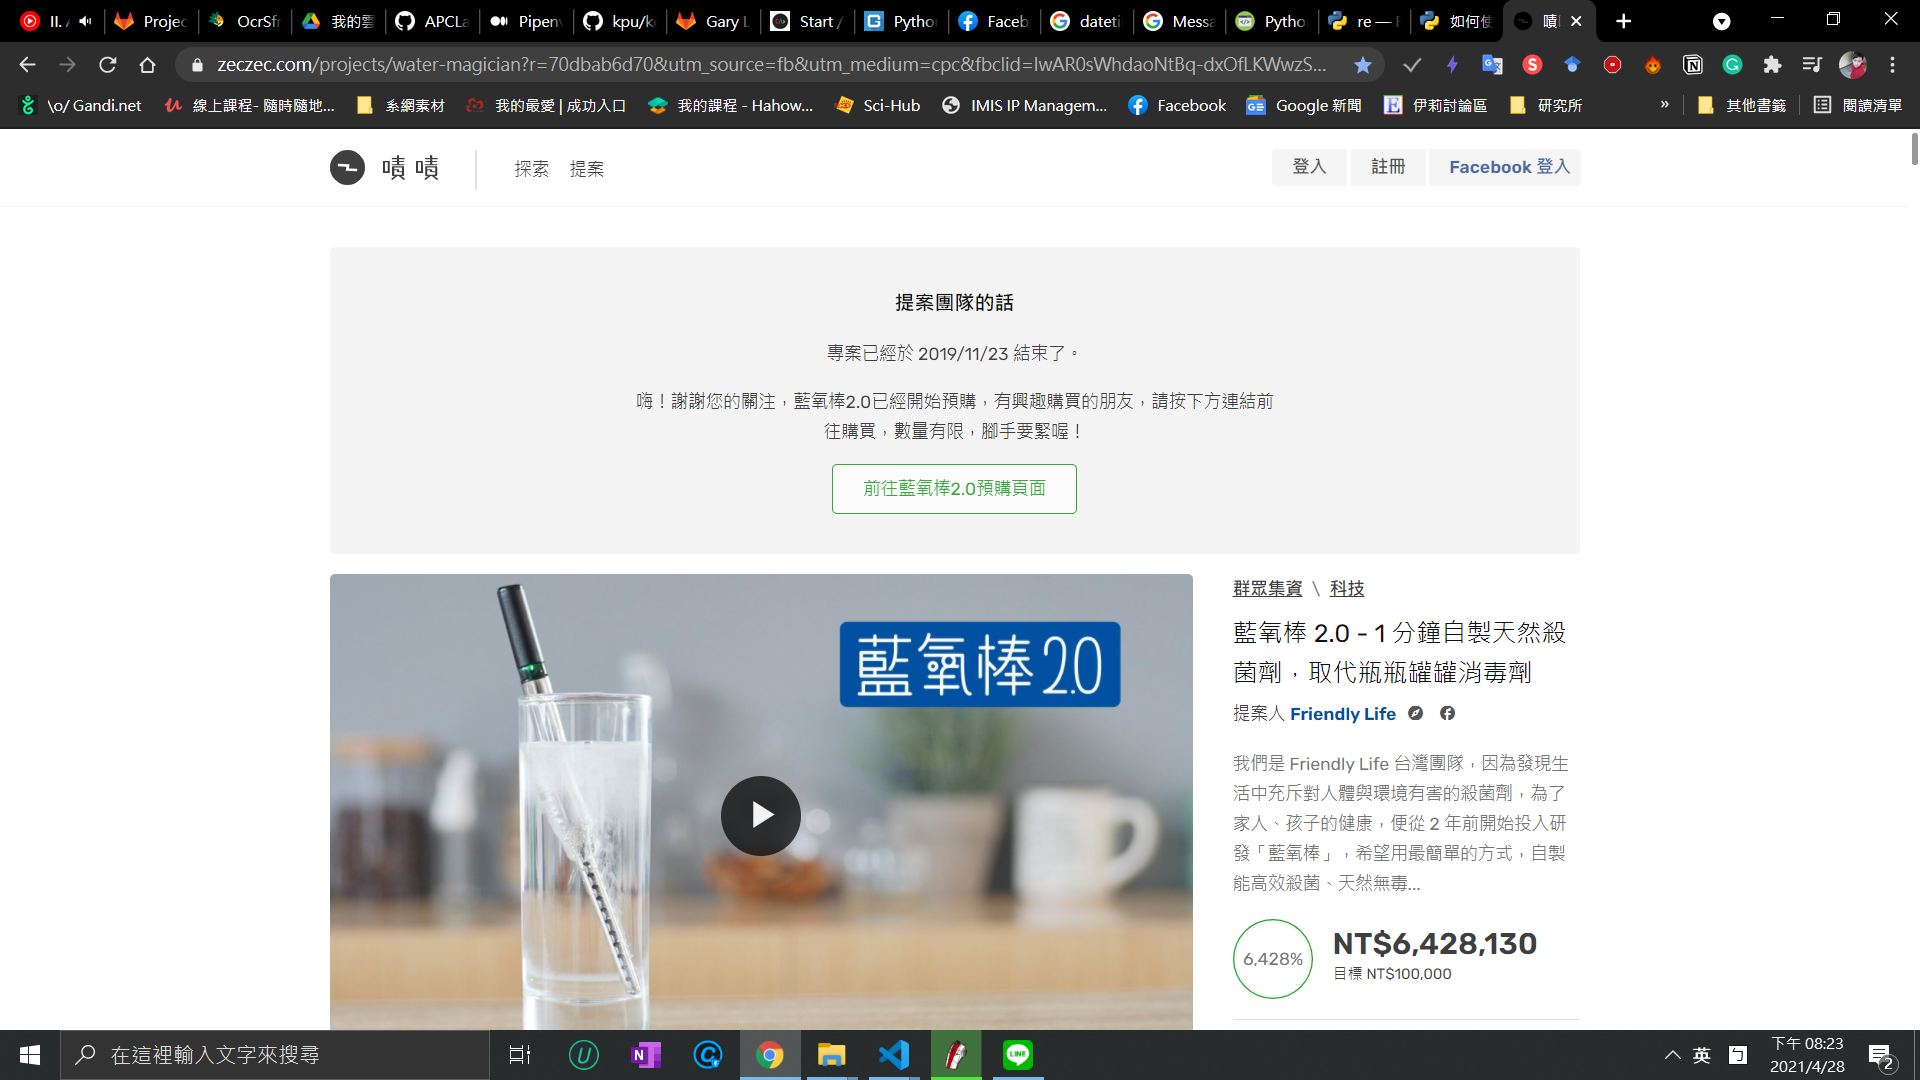 II. A
Projec
OcrSfr
我的雲
APCLa
Pipenv
kpu/k
Gary L
Start /
Pytho
Faceb
dateti
Messa
Pytho
re — F
如何使
嘖
zeczec.com/projects/water-magician?r=70dbab6d70&utm_source=fb&utm_medium=cpc&fbclid=IwAR0sWhdaoNtBq-dxOfLKWwzS...
\o/ Gandi.net
線上課程- 隨時隨地...
系網素材
我的最愛 | 成功入口
我的課程 - Hahow...
Sci-Hub
IMIS IP Managem...
Facebook
Google 新聞
伊莉討論區
研究所
»
其他書籤
閱讀清單
嘖 嘖
探索
提案
登入
註冊
Facebook 登入
提案團隊的話
專案已經於 2019/11/23 結束了。
嗨！謝謝您的關注，藍氧棒2.0已經開始預購，有興趣購買的朋友，請按下方連結前
往購買，數量有限，腳手要緊喔！
前往藍氧棒2.0預購頁面
藍氧棒2.0
群眾集資 \ 科技
藍氧棒 2.0 - 1 分鐘自製天然殺
菌劑，取代瓶瓶罐罐消毒劑
提案人 Friendly Life
我們是 Friendly Life 台灣團隊，因為發現生
活中充斥對人體與環境有害的殺菌劑，為了
家人、孩子的健康，便從 2 年前開始投入研
發「藍氧棒」，希望用最簡單的方式，自製
能高效殺菌、天然無毒...
6,428%
NT$6,428,130
目標 NT$100,000
在這裡輸入文字來搜尋
英
下午 08:23
2021/4/28
2